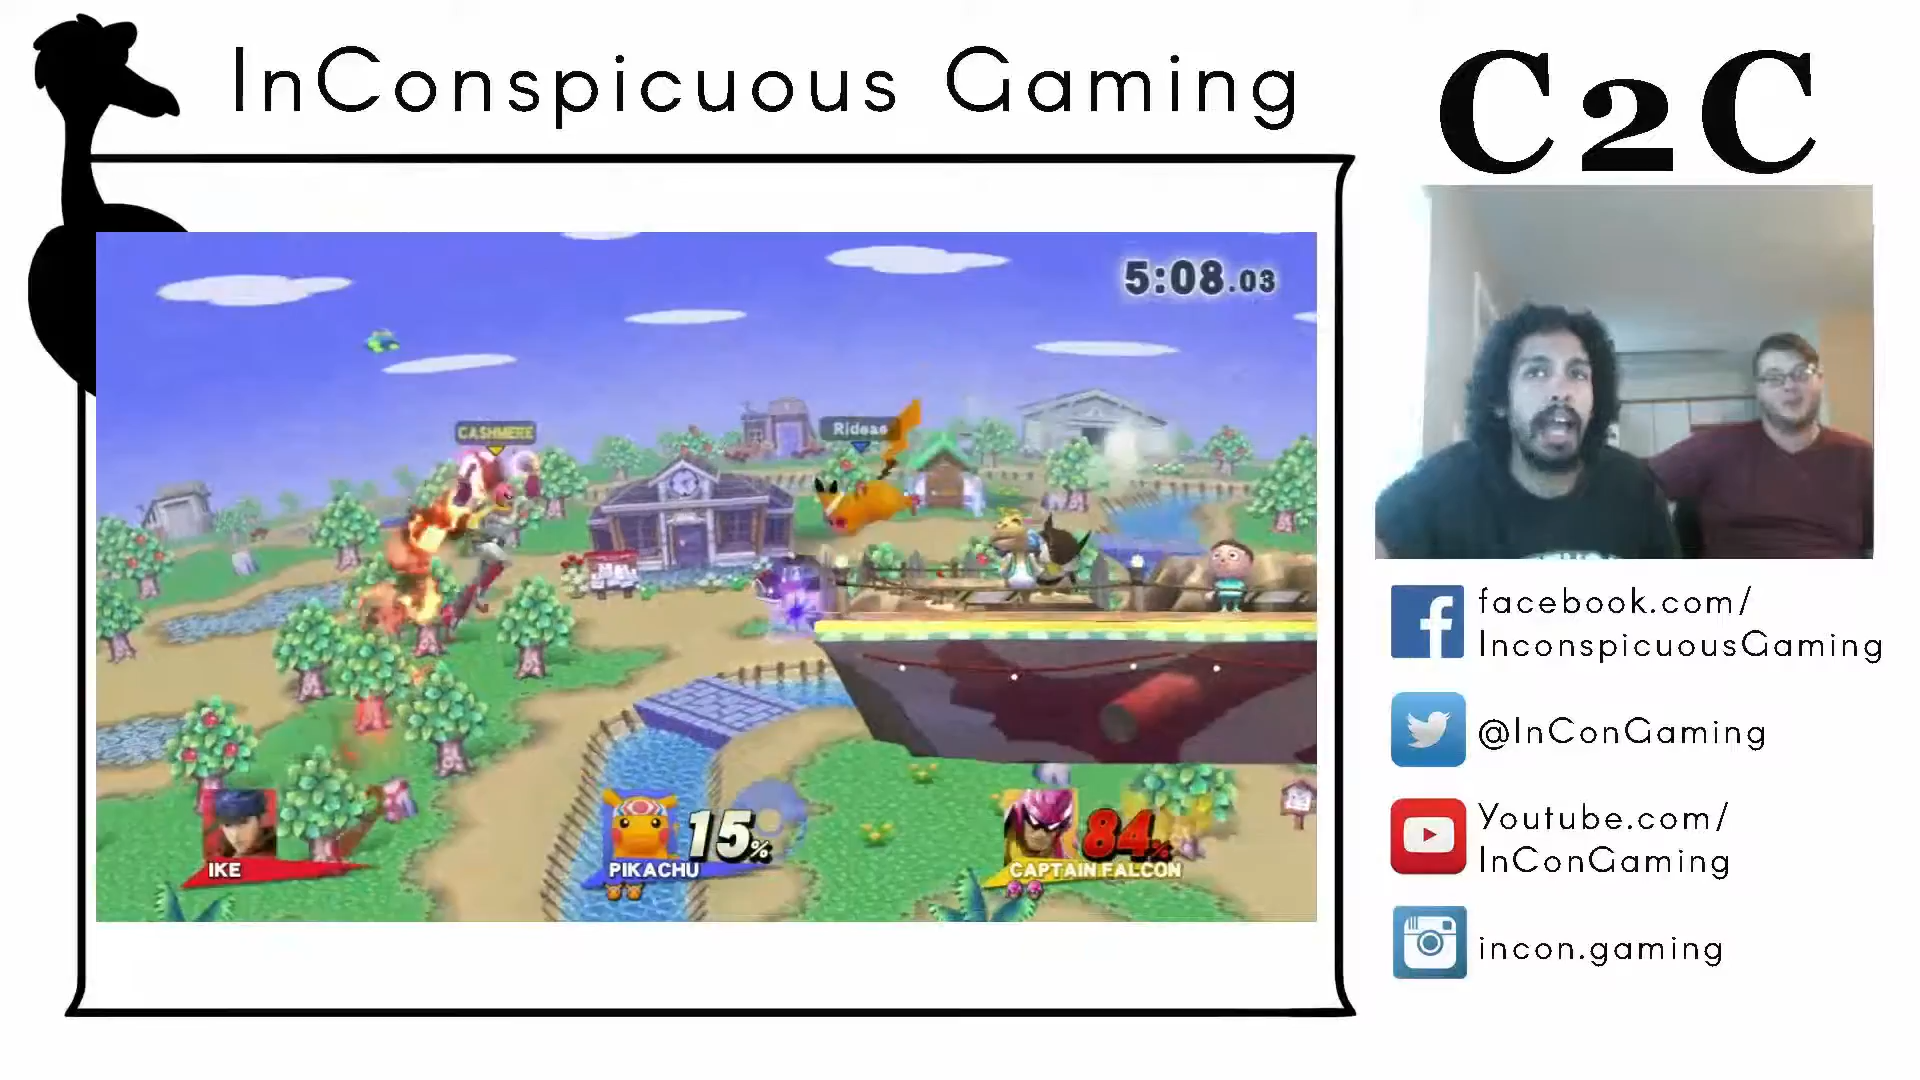 InConspicuous Gaming
C2C
5:08.03
CASHMERE
Rideae
IKE
PIKACHU
15%
CAPTAIN FALCON
84%
facebook.com/
InconspicuousGaming
@InConGaming
Youtube.com/
InConGaming
incon.gaming